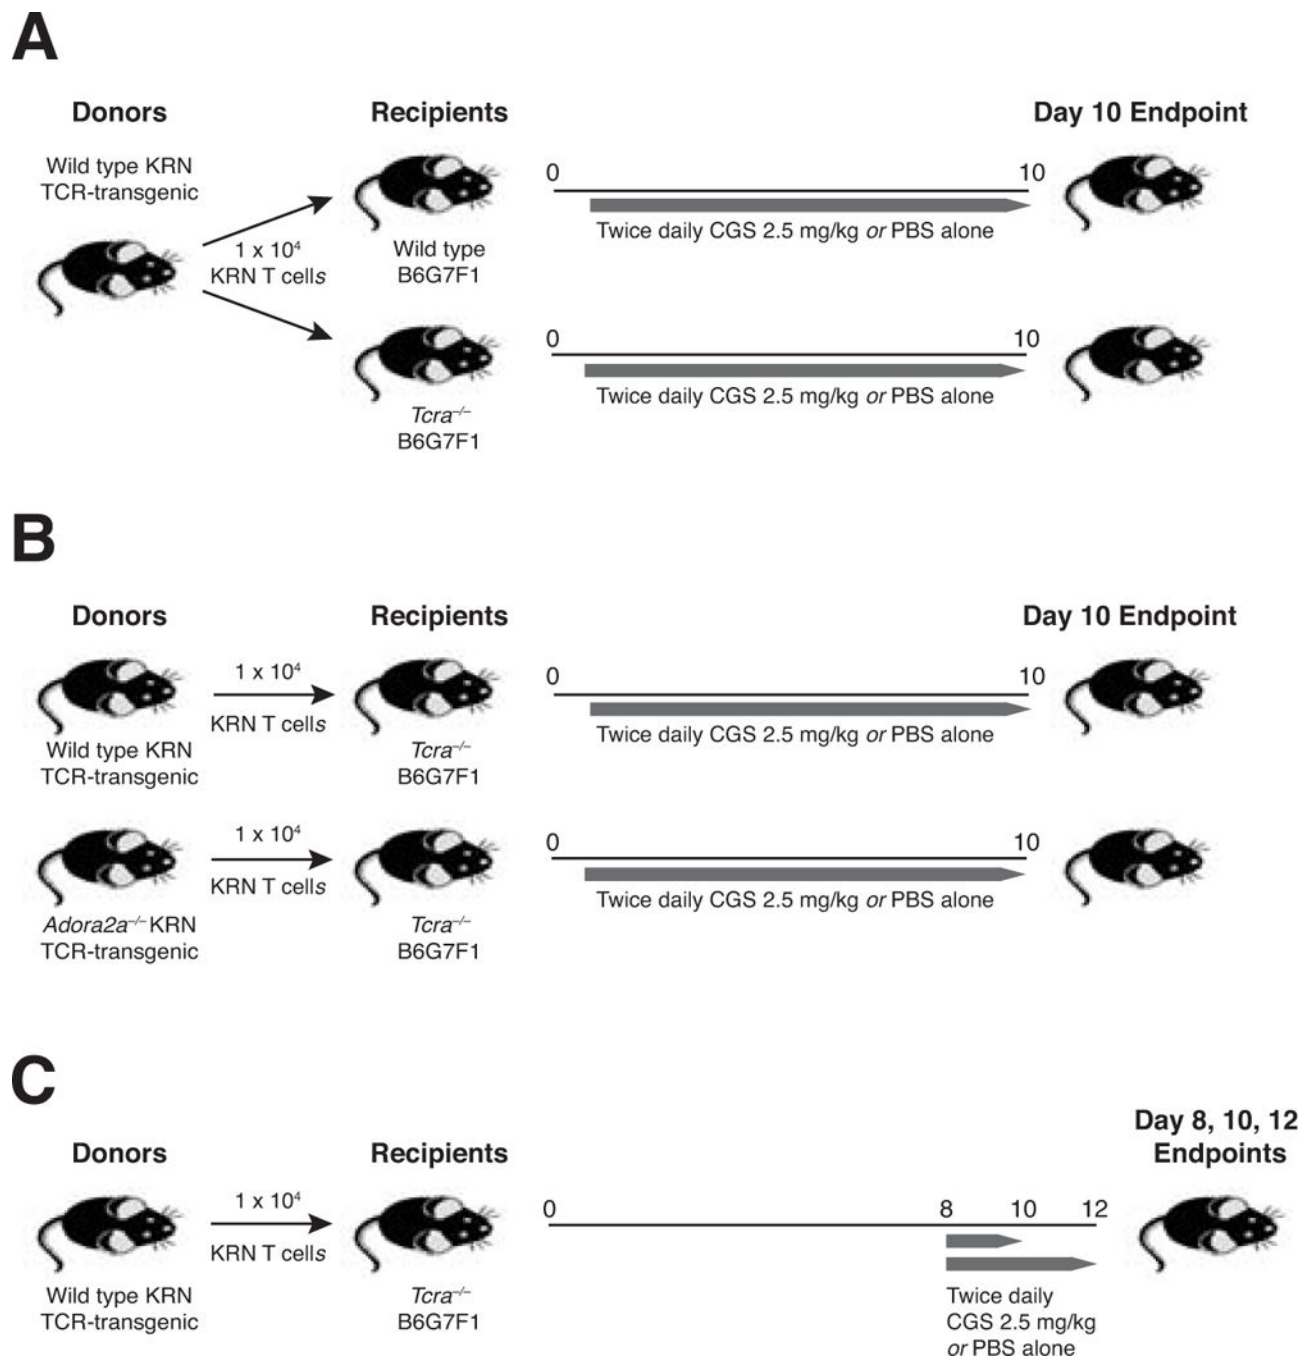 A
Donors
Recipients
Day 10 Endpoint
Wild type KRN
TCR-transgenic
1 x 10⁴
KRN T cells
Wild type
B6G7F1
0
10
Twice daily CGS 2.5 mg/kg or PBS alone
Tcra⁻/⁻
B6G7F1
0
10
Twice daily CGS 2.5 mg/kg or PBS alone
B
Donors
Recipients
Day 10 Endpoint
1 x 10⁴
KRN T cells
Wild type KRN
TCR-transgenic
Tcra⁻/⁻
B6G7F1
0
10
Twice daily CGS 2.5 mg/kg or PBS alone
1 x 10⁴
KRN T cells
Adora2a⁻/⁻ KRN
TCR-transgenic
Tcra⁻/⁻
B6G7F1
0
10
Twice daily CGS 2.5 mg/kg or PBS alone
C
Donors
Recipients
Day 8, 10, 12
Endpoints
1 x 10⁴
KRN T cells
Wild type KRN
TCR-transgenic
Tcra⁻/⁻
B6G7F1
0
8
10
12
Twice daily
CGS 2.5 mg/kg
or PBS alone